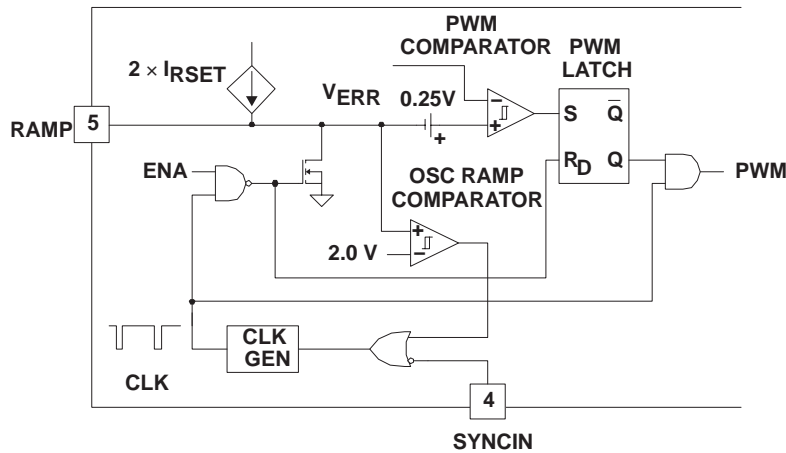 PWM
COMPARATOR
PWM
LATCH
2 × IRSET
VERR
0.25V
RAMP
5
−
+
+
S
Q̅
RD
Q
ENA
PWM
OSC RAMP
COMPARATOR
2.0 V
+
−
CLK
GEN
CLK
4
SYNCIN